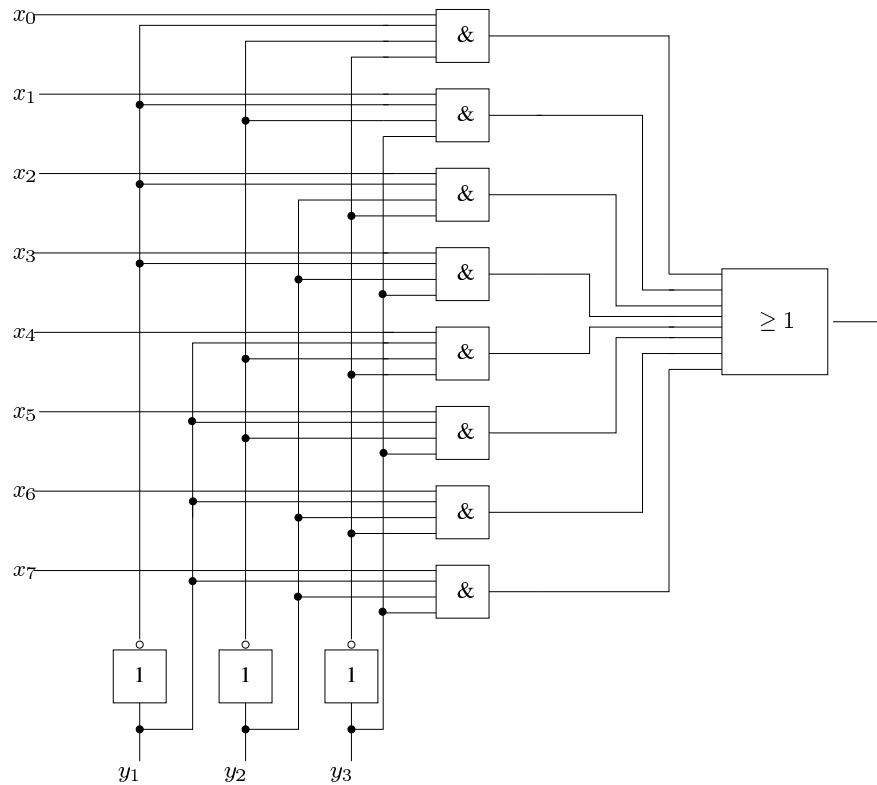 x₀
&
x₁
&
x₂
&
x₃
&
≥ 1
x₄
&
x₅
&
x₆
&
x₇
&
1 1 1
y₁ y₂ y₃